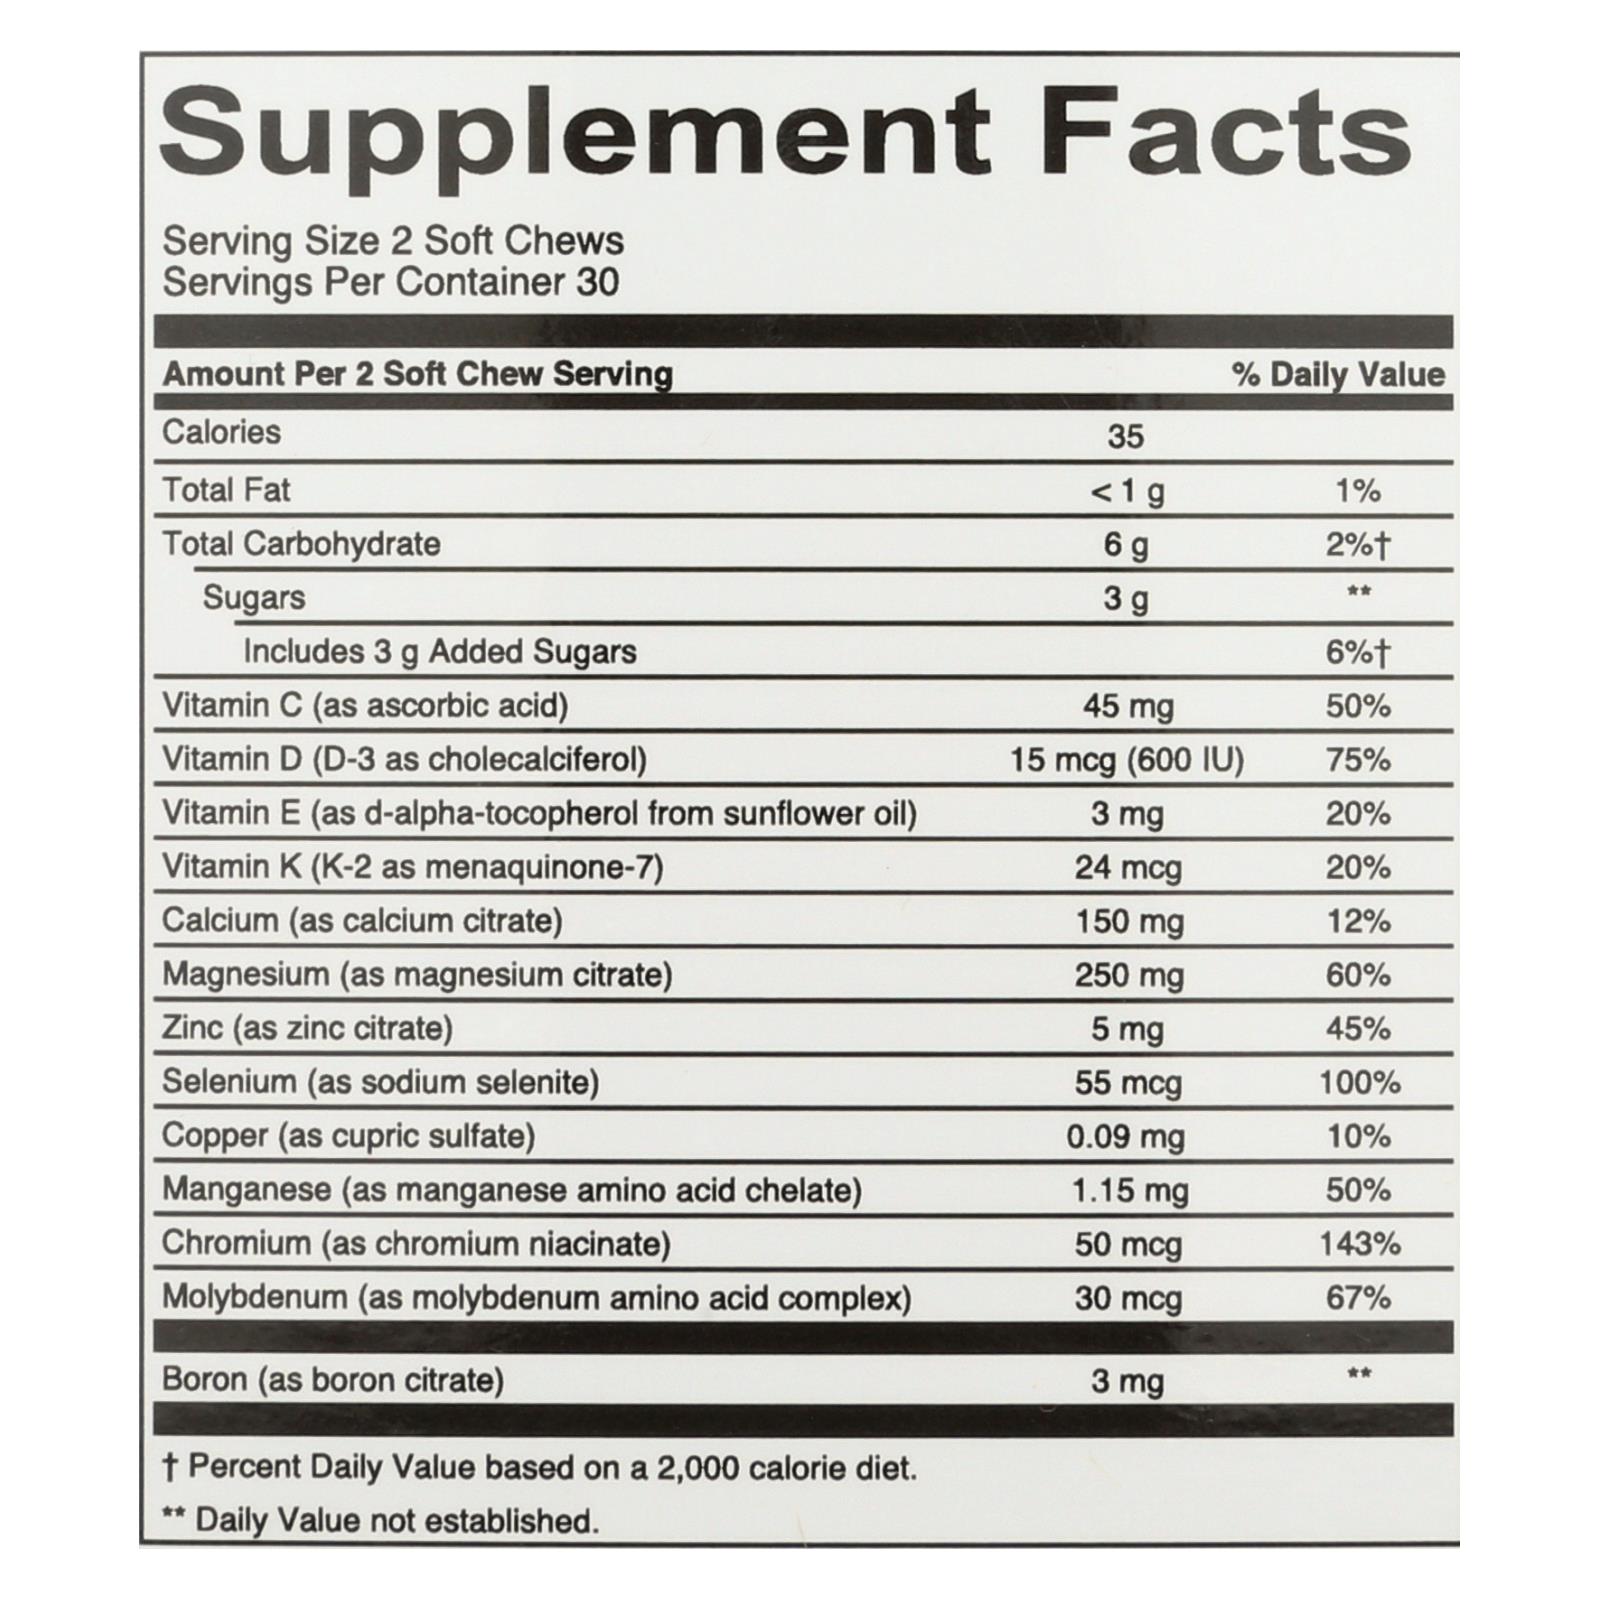 Supplement Facts
Serving Size 2 Soft Chews
Servings Per Container 30
Amount Per 2 Soft Chew Serving % Daily Value
Calories 35
Total Fat < 1 g 1%
Total Carbohydrate 6 g 2%†
Sugars 3 g **
Includes 3 g Added Sugars 6%†
Vitamin C (as ascorbic acid) 45 mg 50%
Vitamin D (D-3 as cholecalciferol) 15 mcg (600 IU) 75%
Vitamin E (as d-alpha-tocopherol from sunflower oil) 3 mg 20%
Vitamin K (K-2 as menaquinone-7) 24 mcg 20%
Calcium (as calcium citrate) 150 mg 12%
Magnesium (as magnesium citrate) 250 mg 60%
Zinc (as zinc citrate) 5 mg 45%
Selenium (as sodium selenite) 55 mcg 100%
Copper (as cupric sulfate) 0.09 mg 10%
Manganese (as manganese amino acid chelate) 1.15 mg 50%
Chromium (as chromium niacinate) 50 mcg 143%
Molybdenum (as molybdenum amino acid complex) 30 mcg 67%
Boron (as boron citrate) 3 mg **
† Percent Daily Value based on a 2,000 calorie diet.
** Daily Value not established.